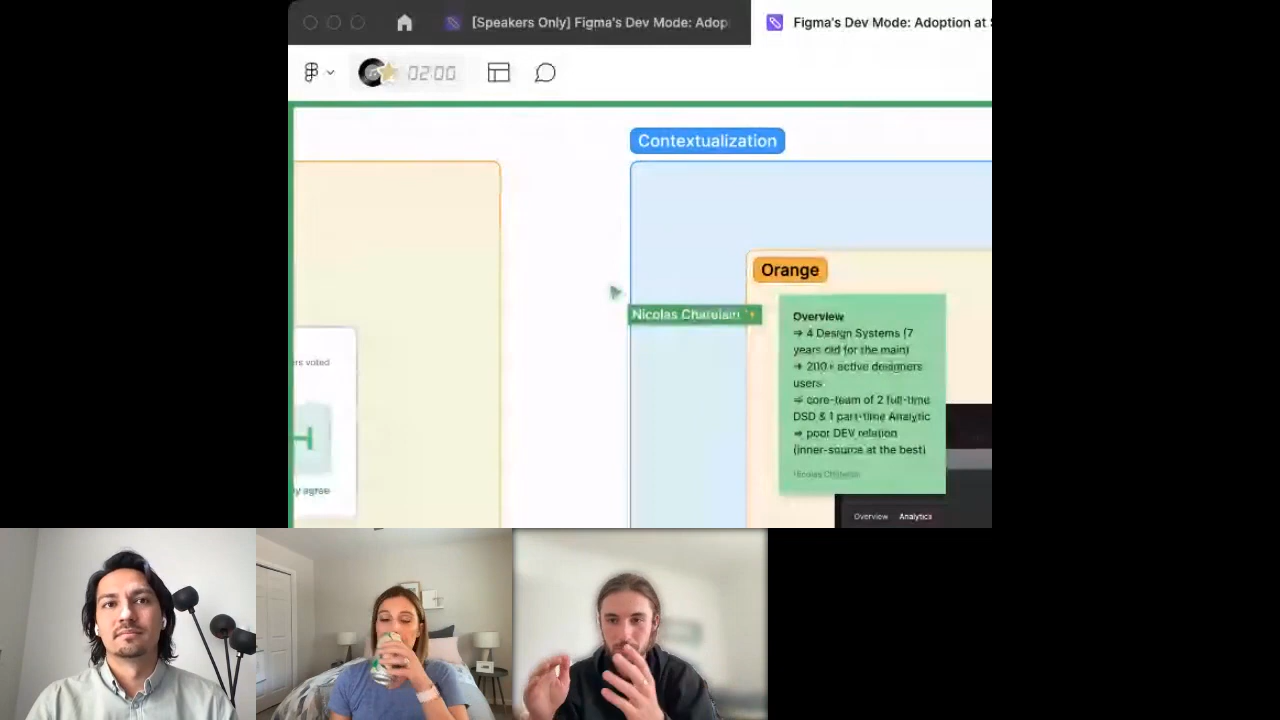 [Speakers Only] Figma's Dev Mode: Adop
Figma's Dev Mode: Adoption at S
02:00
Contextualization
Orange
Nicolas Chatelain
Overview
→ 4 Design Systems (7
years old for the main)
→ 200+ active designers
users
→ core-team of 2 full-time
DSD & 1 part-time Analytic
→ poor DEV relation
(inner-source at the best)
Nicolas Chatelain
rs voted
H
y agree
Overview Analytics